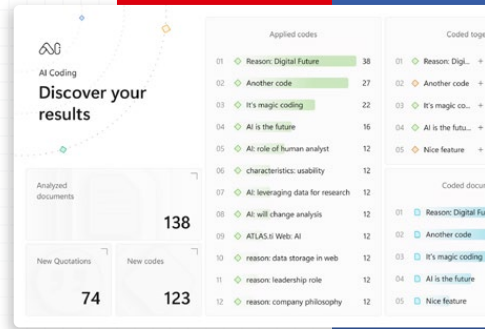 AI Coding
Discover your
results
Analyzed
documents
138
New Quotations
74
New codes
123
Applied codes
01 Reason: Digital Future 38
02 Another code 27
03 It's magic coding 22
04 AI is the future 16
05 AI: role of human analyst 12
06 characteristics: usability 12
07 AI: leveraging data for research 12
08 AI: will change analysis 12
09 ATLAS.ti Web: AI 12
10 reason: data storage in web 12
11 reason: leadership role 12
12 reason: company philosophy 12
Coded toge
01 Reason: Digi... +
02 Another code +
03 It's magic co... +
04 AI is the futu... +
05 Nice feature +
Coded docu
01 Reason: Digital Fu
02 Another code
03 It's magic coding
04 AI is the future
05 Nice feature